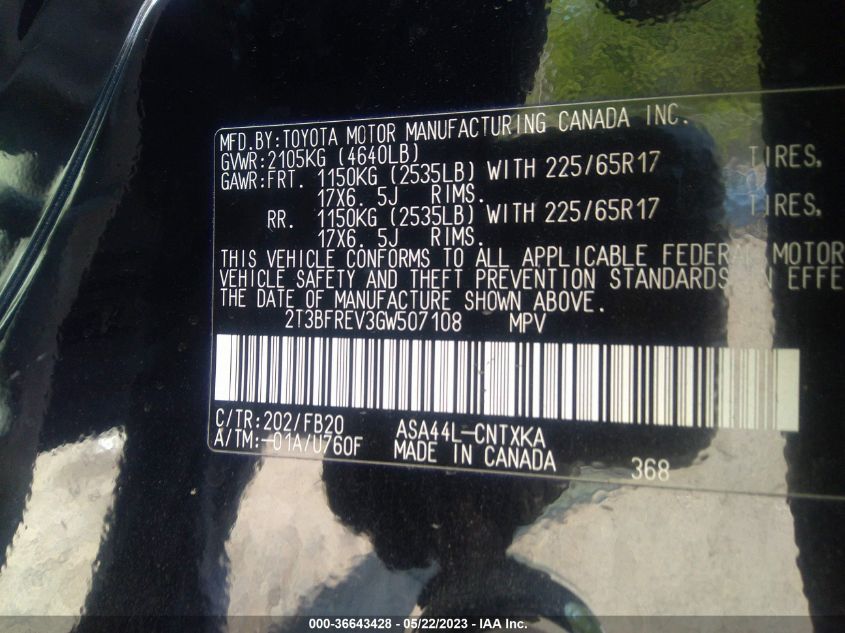 MFD.BY:TOYOTA MOTOR MANUFACTURING CANADA INC.
GVWR:2105KG (4640LB)
GAWR:FRT. 1150KG (2535LB) WITH 225/65R17 TIRES,
17X6. 5J RIMS.
RR. 1150KG (2535LB) WITH 225/65R17 TIRES,
17X6. 5J RIMS.
THIS VEHICLE CONFORMS TO ALL APPLICABLE FEDERAL MOTOR
VEHICLE SAFETY AND THEFT PREVENTION STANDARDS IN EFFE
THE DATE OF MANUFACTURE SHOWN ABOVE.
2T3BFREV3GW507108 MPV
C/TR:202/FB20 ASA44L-CNTXKA
A/TM:-01A/U760F MADE IN CANADA 368
000-36643428 - 05/22/2023 - IAA Inc.